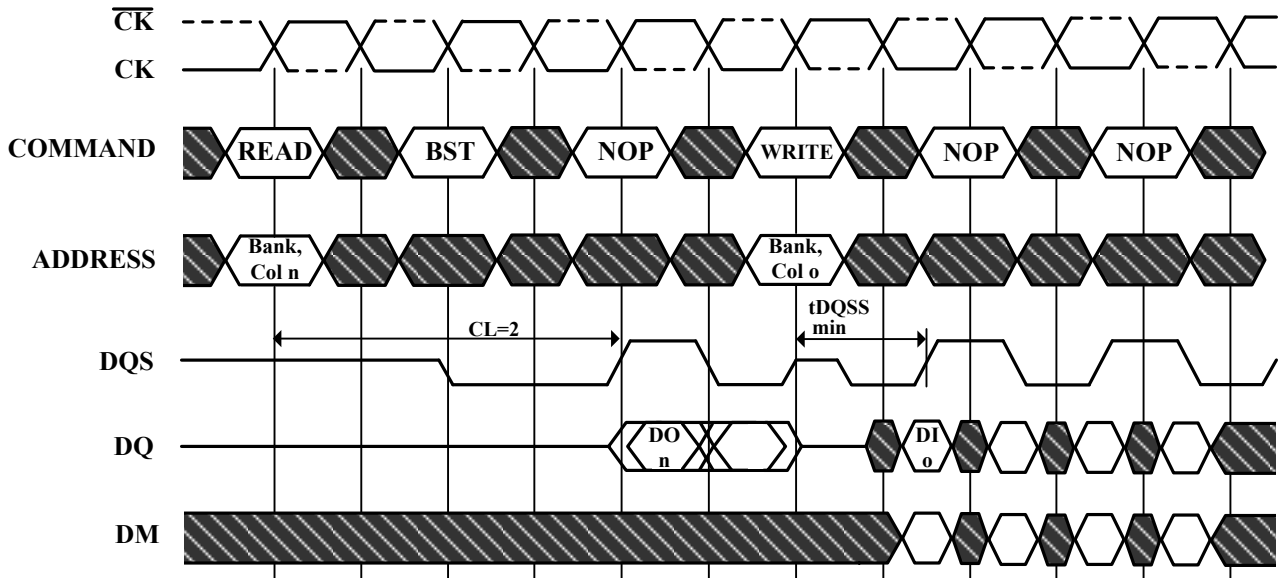 CK
CK
COMMAND
READ
BST
NOP
WRITE
NOP
NOP
ADDRESS
Bank,
Col n
Bank,
Col o
CL=2
tDQSS
min
DQS
DQ
DO
n
DI
o
DM